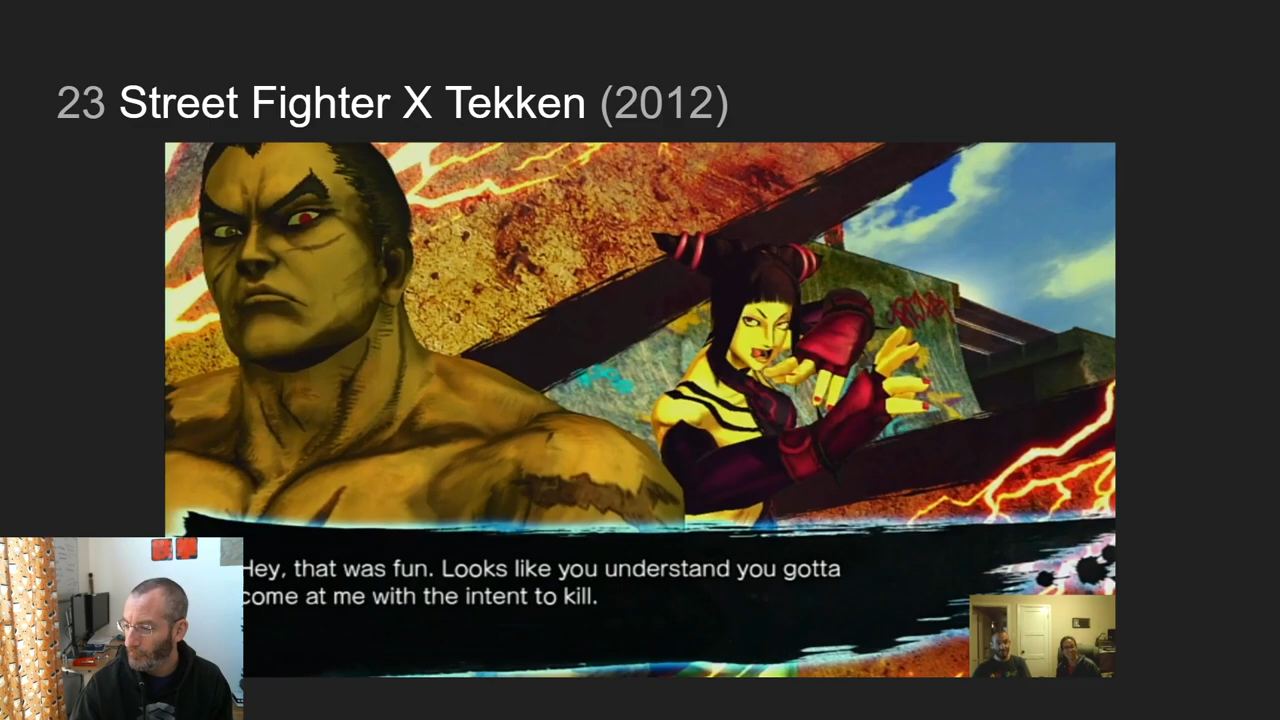 23 Street Fighter X Tekken (2012)
Hey, that was fun. Looks like you understand you gotta
come at me with the intent to kill.